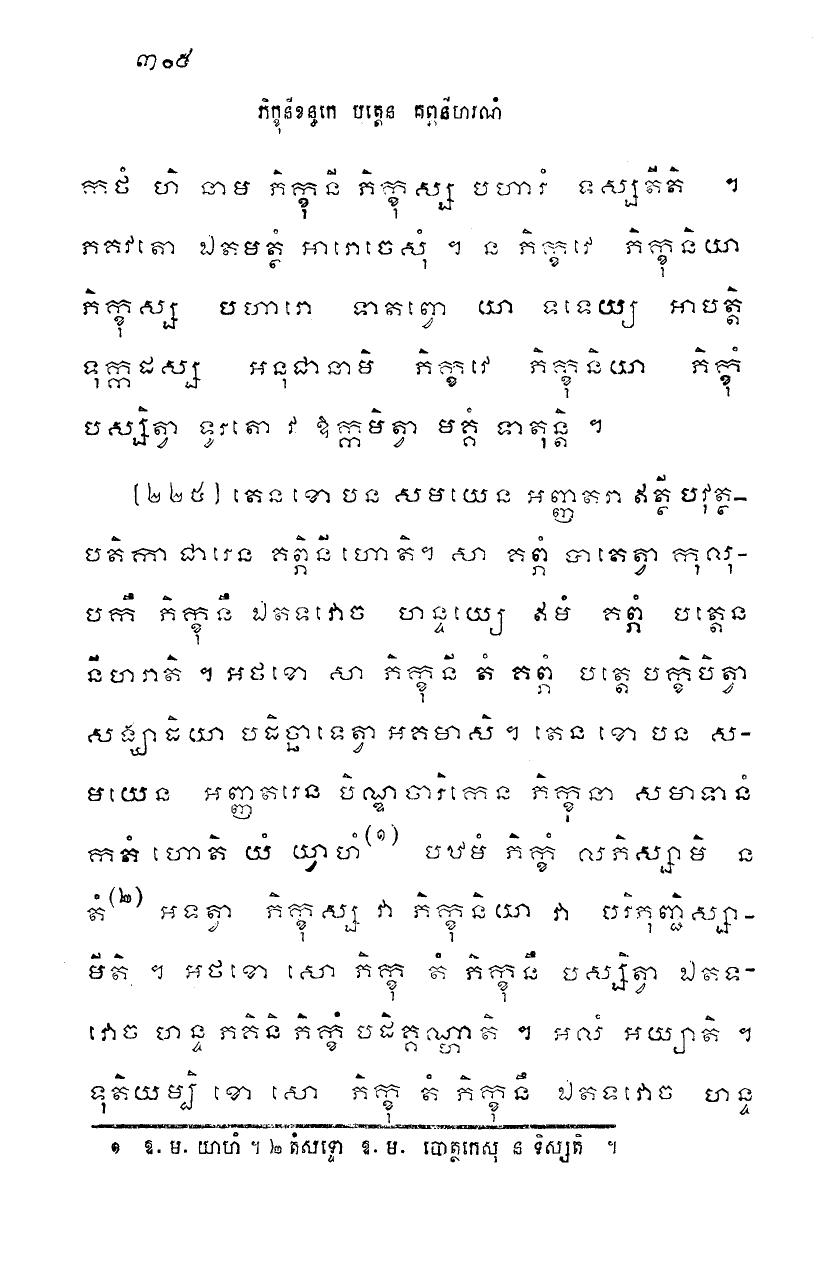 ៣០៥
ភិក្ខុនីខន្ធកេ បត្តេន គព្ភនីហរណំ
កថំ ហិ នាម ភិក្ខុនី ភិក្ខុស្ស បហារំ ទស្សតីតិ ។
ភគវតោ ឯតមត្ថំ អារោចេសុំ ។ ន ភិក្ខវេ ភិក្ខុនិយា
ភិក្ខុស្ស បហារោ ទាតព្វោ យា ទទេយ្យ អាបត្តិ
ទុក្កដស្ស អនុជានាមិ ភិក្ខវេ ភិក្ខុនិយា ភិក្ខុំ
បស្សិត្វា ទូរតោ វ ឱក្កមិត្វា មគ្គំ ទាតុន្តិ ។
[២២៥] តេន ខោ បន សមយេន អញ្ញតរា ឥត្ថី បវុត្ថ-
បតិកា ជារេន គព្ភិនី ហោតិ។ សា គព្ភំ បាតេត្វា កុលុ-
បកឹ ភិក្ខុនឹ ឯតទវោច ហន្ទយ្យេ ឥមំ គព្ភំ បត្តេន
នីហរាតិ ។ អថខោ សា ភិក្ខុនី តំ គព្ភំ បត្តេ បក្ខិបិត្វា
សង្ឃាដិយា បដិច្ឆាទេត្វា អគមាសិ ។ តេន ខោ បន ស-
មយេន អញ្ញតរេន បិណ្ឌចារិកេន ភិក្ខុនា សមាទានំ
កតំ ហោតិ យំ យ្វាហំ(១) បឋមំ ភិក្ខំ លភិស្សាមិ ន
តំ(២) អទត្វា ភិក្ខុស្ស វា ភិក្ខុនិយា វា បរិភុញ្ជិស្សា-
មីតិ ។ អថខោ សោ ភិក្ខុ តំ ភិក្ខុនឹ បស្សិត្វា ឯតទ-
វោច ហន្ទ ភគិនិ ភិក្ខំ បដិគ្គណ្ហាតិ ។ អលំ អយ្យាតិ ។
ទុតិយម្បិ ខោ សោ ភិក្ខុ តំ ភិក្ខុនឹ ឯតទវោច ហន្ទ
១ ឱ. ម. យាហំ ។ ២ តំសទ្ទោ ឱ. ម. បោត្ថកេសុ ន ទិស្សតិ ។